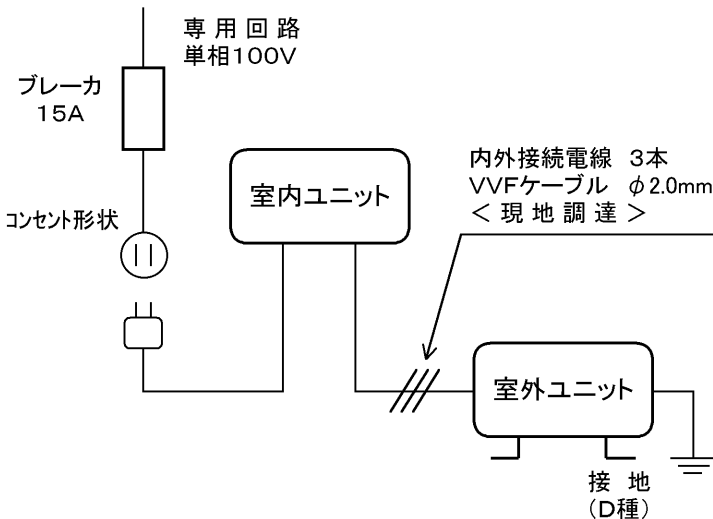 専用回路
単相100V
ブレーカ
15A
コンセント形状
室内ユニット
内外接続電線 3本
VVFケーブル φ2.0mm
＜現地調達＞
室外ユニット
接地
(D種)